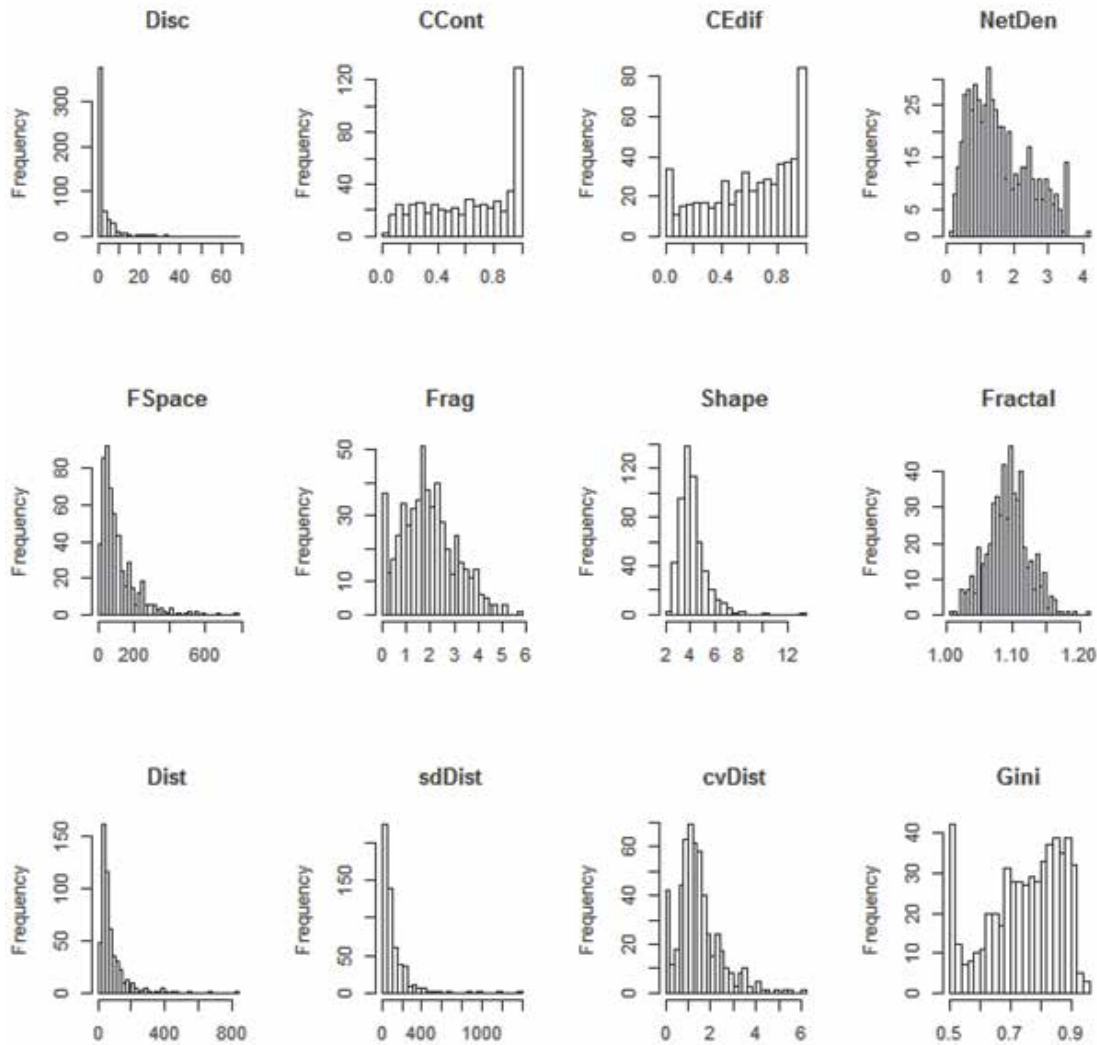 Disc
CCont
CEdif
NetDen
Frequency
0 100 200 300
0 20 40 60
Frequency
0 40 80 120
0.0 0.4 0.8
Frequency
0 20 40 60 80
0.0 0.4 0.8
Frequency
0 5 15 25
0 1 2 3 4
FSpace
Frag
Shape
Fractal
Frequency
0 20 40 60 80
0 200 600
Frequency
0 10 30 50
0 1 2 3 4 5 6
Frequency
0 40 80 120
2 4 6 8 12
Frequency
0 10 20 30 40
1.00 1.10 1.20
Dist
sdDist
cvDist
Gini
Frequency
0 50 100 150
0 400 800
Frequency
0 50 150
0 400 1000
Frequency
0 20 40 60
0 2 4 6
Frequency
0 10 20 30 40
0.5 0.7 0.9